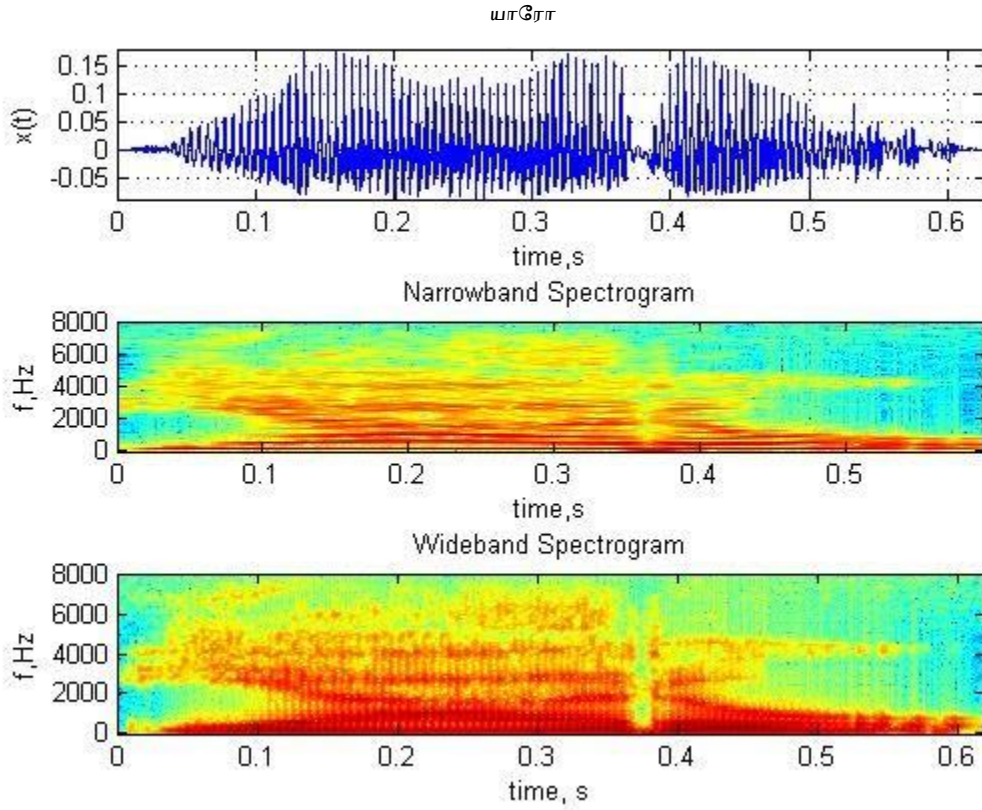 யாரோ
0.15
0.1
0.05
0
-0.05
x(t)
0 0.1 0.2 0.3 0.4 0.5 0.6
time,s
Narrowband Spectrogram
8000
6000
4000
2000
0
f,Hz
0 0.1 0.2 0.3 0.4 0.5
time,s
Wideband Spectrogram
8000
6000
4000
2000
0
f,Hz
0 0.1 0.2 0.3 0.4 0.5 0.6
time, s